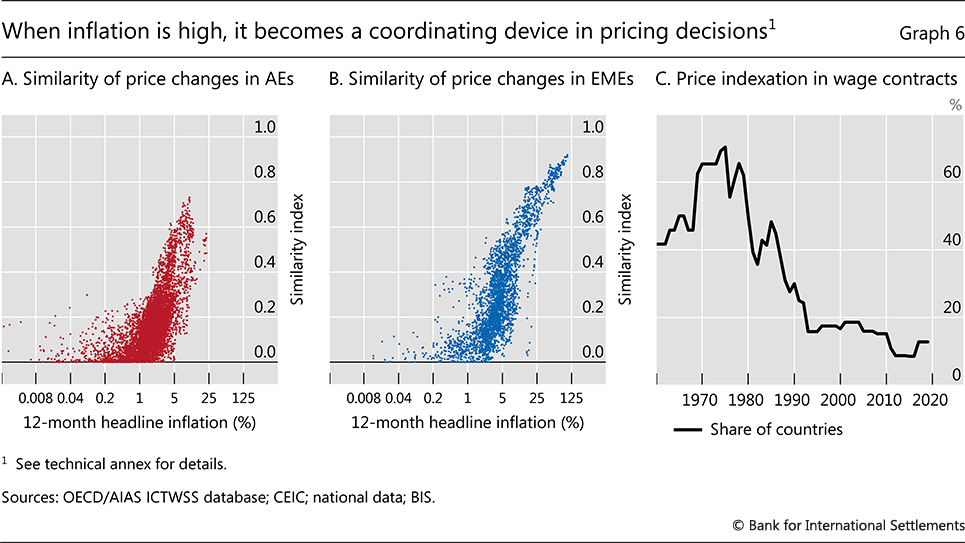 When inflation is high, it becomes a coordinating device in pricing decisions1
Graph 6
A. Similarity of price changes in AEs
1.0
0.8
0.6
0.4
0.2
0.0
Similarity index
0.008 0.04 0.2 1 5 25 125
12-month headline inflation (%)
B. Similarity of price changes in EMEs
1.0
0.8
0.6
0.4
0.2
0.0
Similarity index
0.008 0.04 0.2 1 5 25 125
12-month headline inflation (%)
C. Price indexation in wage contracts
%
60
40
20
0
1970 1980 1990 2000 2010 2020
Share of countries
1 See technical annex for details.
Sources: OECD/AIAS ICTWSS database; CEIC; national data; BIS.
© Bank for International Settlements